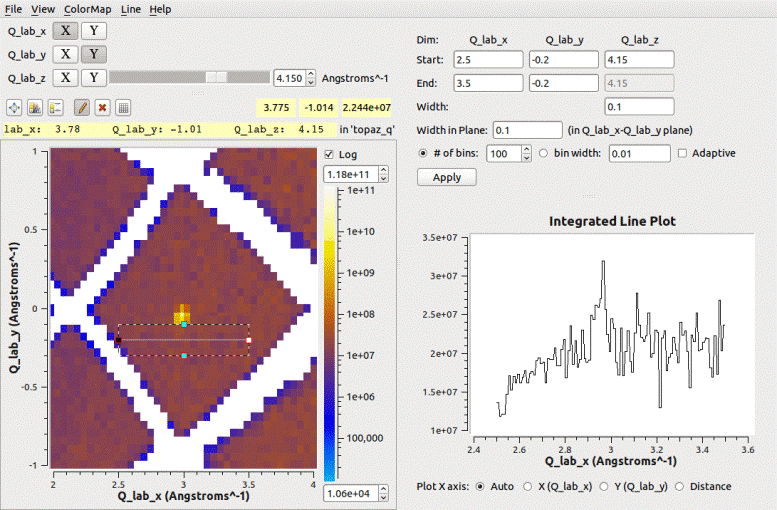 File View ColorMap Line Help
Q_lab_x X Y
Q_lab_y X Y
Q_lab_z X Y 4.150 Angstroms^-1
3.775 -1.014 2.244e+07
lab_x: 3.78 Q_lab_y: -1.01 Q_lab_z: 4.15 in 'topaz_q'
Dim: Q_lab_x Q_lab_y Q_lab_z
Start: 2.5 -0.2 4.15
End: 3.5 -0.2 4.15
Width: 0.1
Width in Plane: 0.1 (in Q_lab_x-Q_lab_y plane)
# of bins: 100 bin width: 0.01 Adaptive
Apply
Log
1.18e+11
1e+11
1e+10
1e+09
1e+08
1e+07
1e+06
100,000
1.06e+04
1
0.5
0
-0.5
-1
Q_lab_y (Angstroms^-1)
2 2.5 3 3.5 4
Q_lab_x (Angstroms^-1)
Integrated Line Plot
3.5e+07
3e+07
2.5e+07
2e+07
1.5e+07
1e+07
2.4 2.6 2.8 3 3.2 3.4 3.6
Q_lab_x (Angstroms^-1)
Plot X axis: Auto X (Q_lab_x) Y (Q_lab_y) Distance